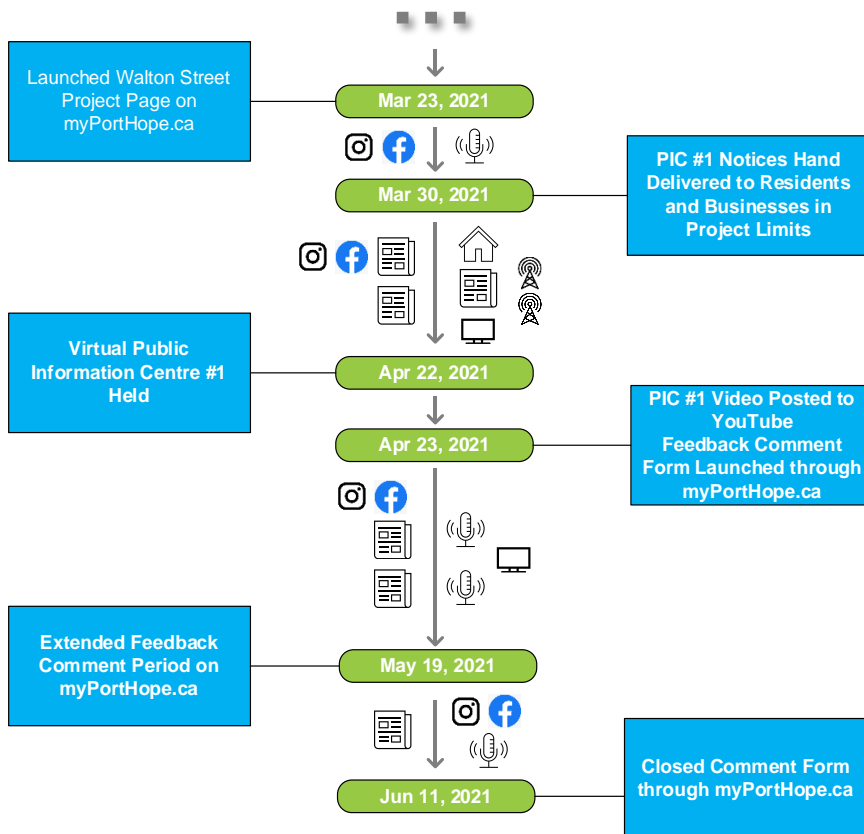 Launched Walton Street
Project Page on
myPortHope.ca
Mar 23, 2021
Mar 30, 2021
PIC #1 Notices Hand
Delivered to Residents
and Businesses in
Project Limits
Virtual Public
Information Centre #1
Held
Apr 22, 2021
Apr 23, 2021
PIC #1 Video Posted to
YouTube
Feedback Comment
Form Launched through
myPortHope.ca
Extended Feedback
Comment Period on
myPortHope.ca
May 19, 2021
Jun 11, 2021
Closed Comment Form
through myPortHope.ca